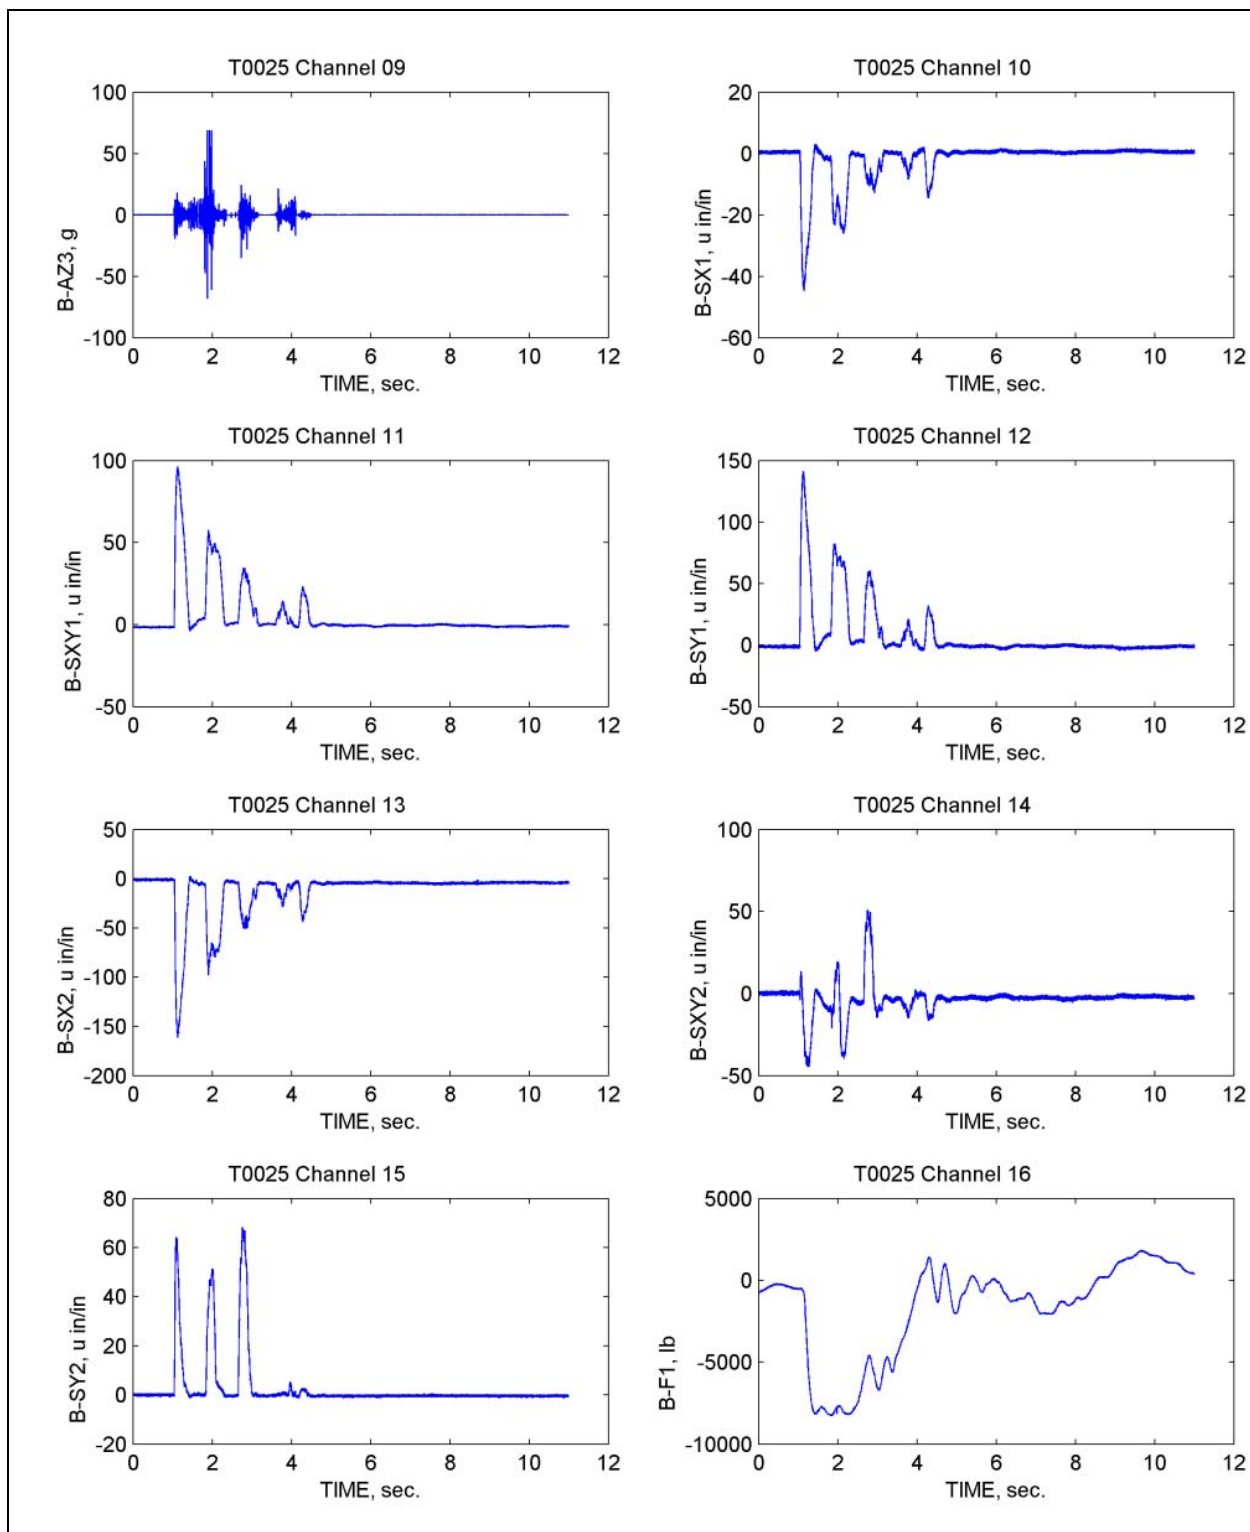 T0025 Channel 09
100
50
0
-50
-100
B-AZ3, g
0 2 4 6 8 10 12
TIME, sec.
T0025 Channel 10
20
0
-20
-40
-60
B-SX1, u in/in
0 2 4 6 8 10 12
TIME, sec.
T0025 Channel 11
100
50
0
-50
B-SXY1, u in/in
0 2 4 6 8 10 12
TIME, sec.
T0025 Channel 12
150
100
50
0
-50
B-SY1, u in/in
0 2 4 6 8 10 12
TIME, sec.
T0025 Channel 13
50
0
-50
-100
-150
-200
B-SX2, u in/in
0 2 4 6 8 10 12
TIME, sec.
T0025 Channel 14
100
50
0
-50
B-SXY2, u in/in
0 2 4 6 8 10 12
TIME, sec.
T0025 Channel 15
80
60
40
20
0
-20
B-SY2, u in/in
0 2 4 6 8 10 12
TIME, sec.
T0025 Channel 16
5000
0
-5000
-10000
B-F1, lb
0 2 4 6 8 10 12
TIME, sec.